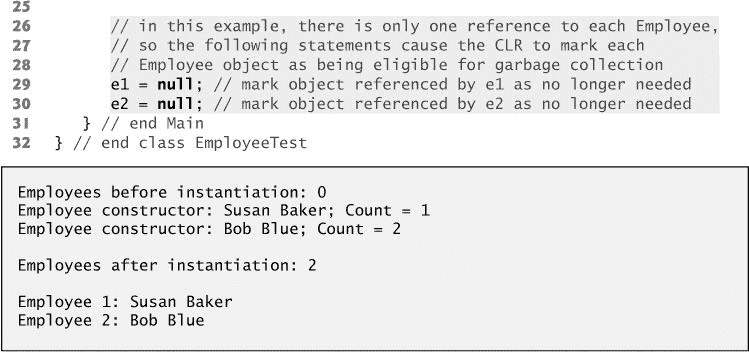 25
26 // in this example, there is only one reference to each Employee,
27 // so the following statements cause the CLR to mark each
28 // Employee object as being eligible for garbage collection
29 e1 = null; // mark object referenced by e1 as no longer needed
30 e2 = null; // mark object referenced by e2 as no longer needed
31 } // end Main
32 } // end class EmployeeTest
Employees before instantiation: 0
Employee constructor: Susan Baker; Count = 1
Employee constructor: Bob Blue; Count = 2
Employees after instantiation: 2
Employee 1: Susan Baker
Employee 2: Bob Blue